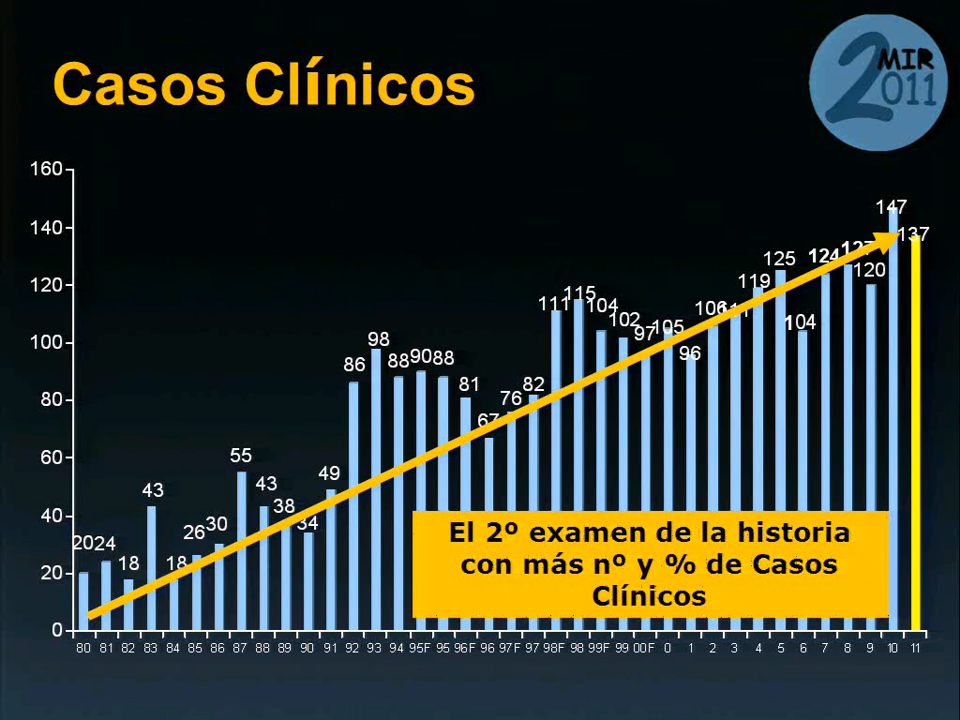 Casos Clínicos
2 MIR
011
160
140
120
100
80
60
40
20
0
20 24 18 43 18 26 30 55 43 38 34 49 86 98 88 90 88 81 67 76 82 111 115 104 102 97 105 96 106 111 119 125 104 124 127 120 147 137
El 2º examen de la historia
con más nº y % de Casos
Clínicos
80 81 82 83 84 85 86 87 88 89 90 91 92 93 94 95F 95 96F 96 97F 97 98F 98 99F 99 00F 0 1 2 3 4 5 6 7 8 9 10 11